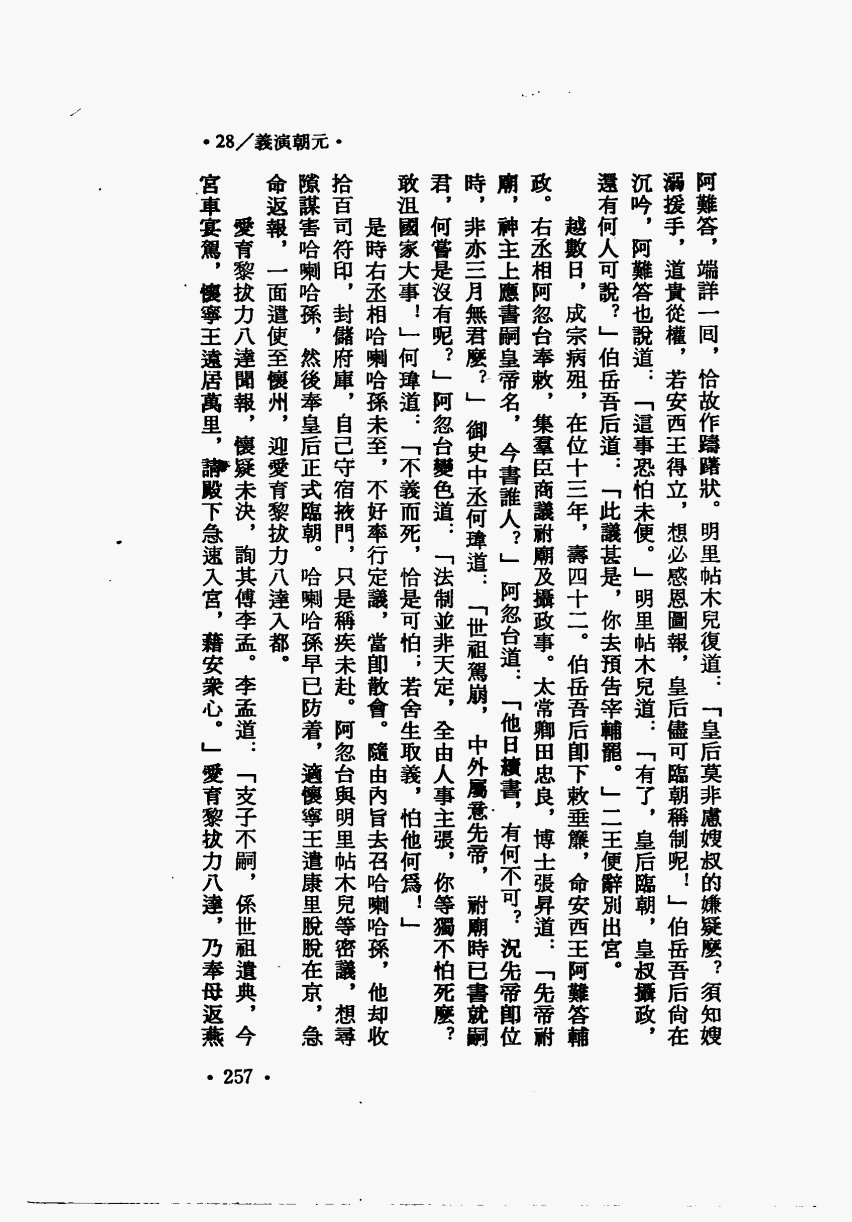 •28／義演朝元•
阿難答，端詳一囘，恰故作躊躇狀。明里帖木兒復道：「皇后莫非慮嫂叔的嫌疑麼？須知嫂
溺援手，道貴從權，若安西王得立，想必感恩圖報，皇后儘可臨朝稱制呢！」伯岳吾后尙在
沉吟，阿難答也說道：「這事恐怕未便。」明里帖木兒道：「有了，皇后臨朝，皇叔攝政，
還有何人可說？」伯岳吾后道：「此議甚是，你去預告宰輔罷。」二王便辭別出宮。
越數日，成宗病殂，在位十三年，壽四十二。伯岳吾后卽下敕垂簾，命安西王阿難答輔
政。右丞相阿忽台奉敕，集羣臣商議祔廟及攝政事。太常卿田忠良，博士張昇道：「先帝祔
廟，神主上應書嗣皇帝名，今書誰人？」阿忽台道：「他日續書，有何不可？況先帝卽位
時，非亦三月無君麼？」御史中丞何瑋道：「世祖駕崩，中外屬意先帝，祔廟時已書就嗣
君，何嘗是沒有呢？」阿忽台變色道：「法制並非天定，全由人事主張，你等獨不怕死麼？
敢沮國家大事！」何瑋道：「不義而死，恰是可怕；若舍生取義，怕他何爲！」
是時右丞相哈喇哈孫未至，不好率行定議，當卽散會。隨由內旨去召哈喇哈孫，他却收
拾百司符印，封儲府庫，自己守宿掖門，只是稱疾未赴。阿忽台與明里帖木兒等密議，想尋
隙謀害哈喇哈孫，然後奉皇后正式臨朝。哈喇哈孫早已防着，適懷寧王遣康里脫脫在京，急
命返報，一面遣使至懷州，迎愛育黎拔力八達入都。
愛育黎拔力八達聞報，懷疑未決，詢其傅李孟。李孟道：「支子不嗣，係世祖遺典，今
宮車宴駕，懷寧王遠居萬里，請殿下急速入宮，藉安衆心。」愛育黎拔力八達，乃奉母返燕
•257•